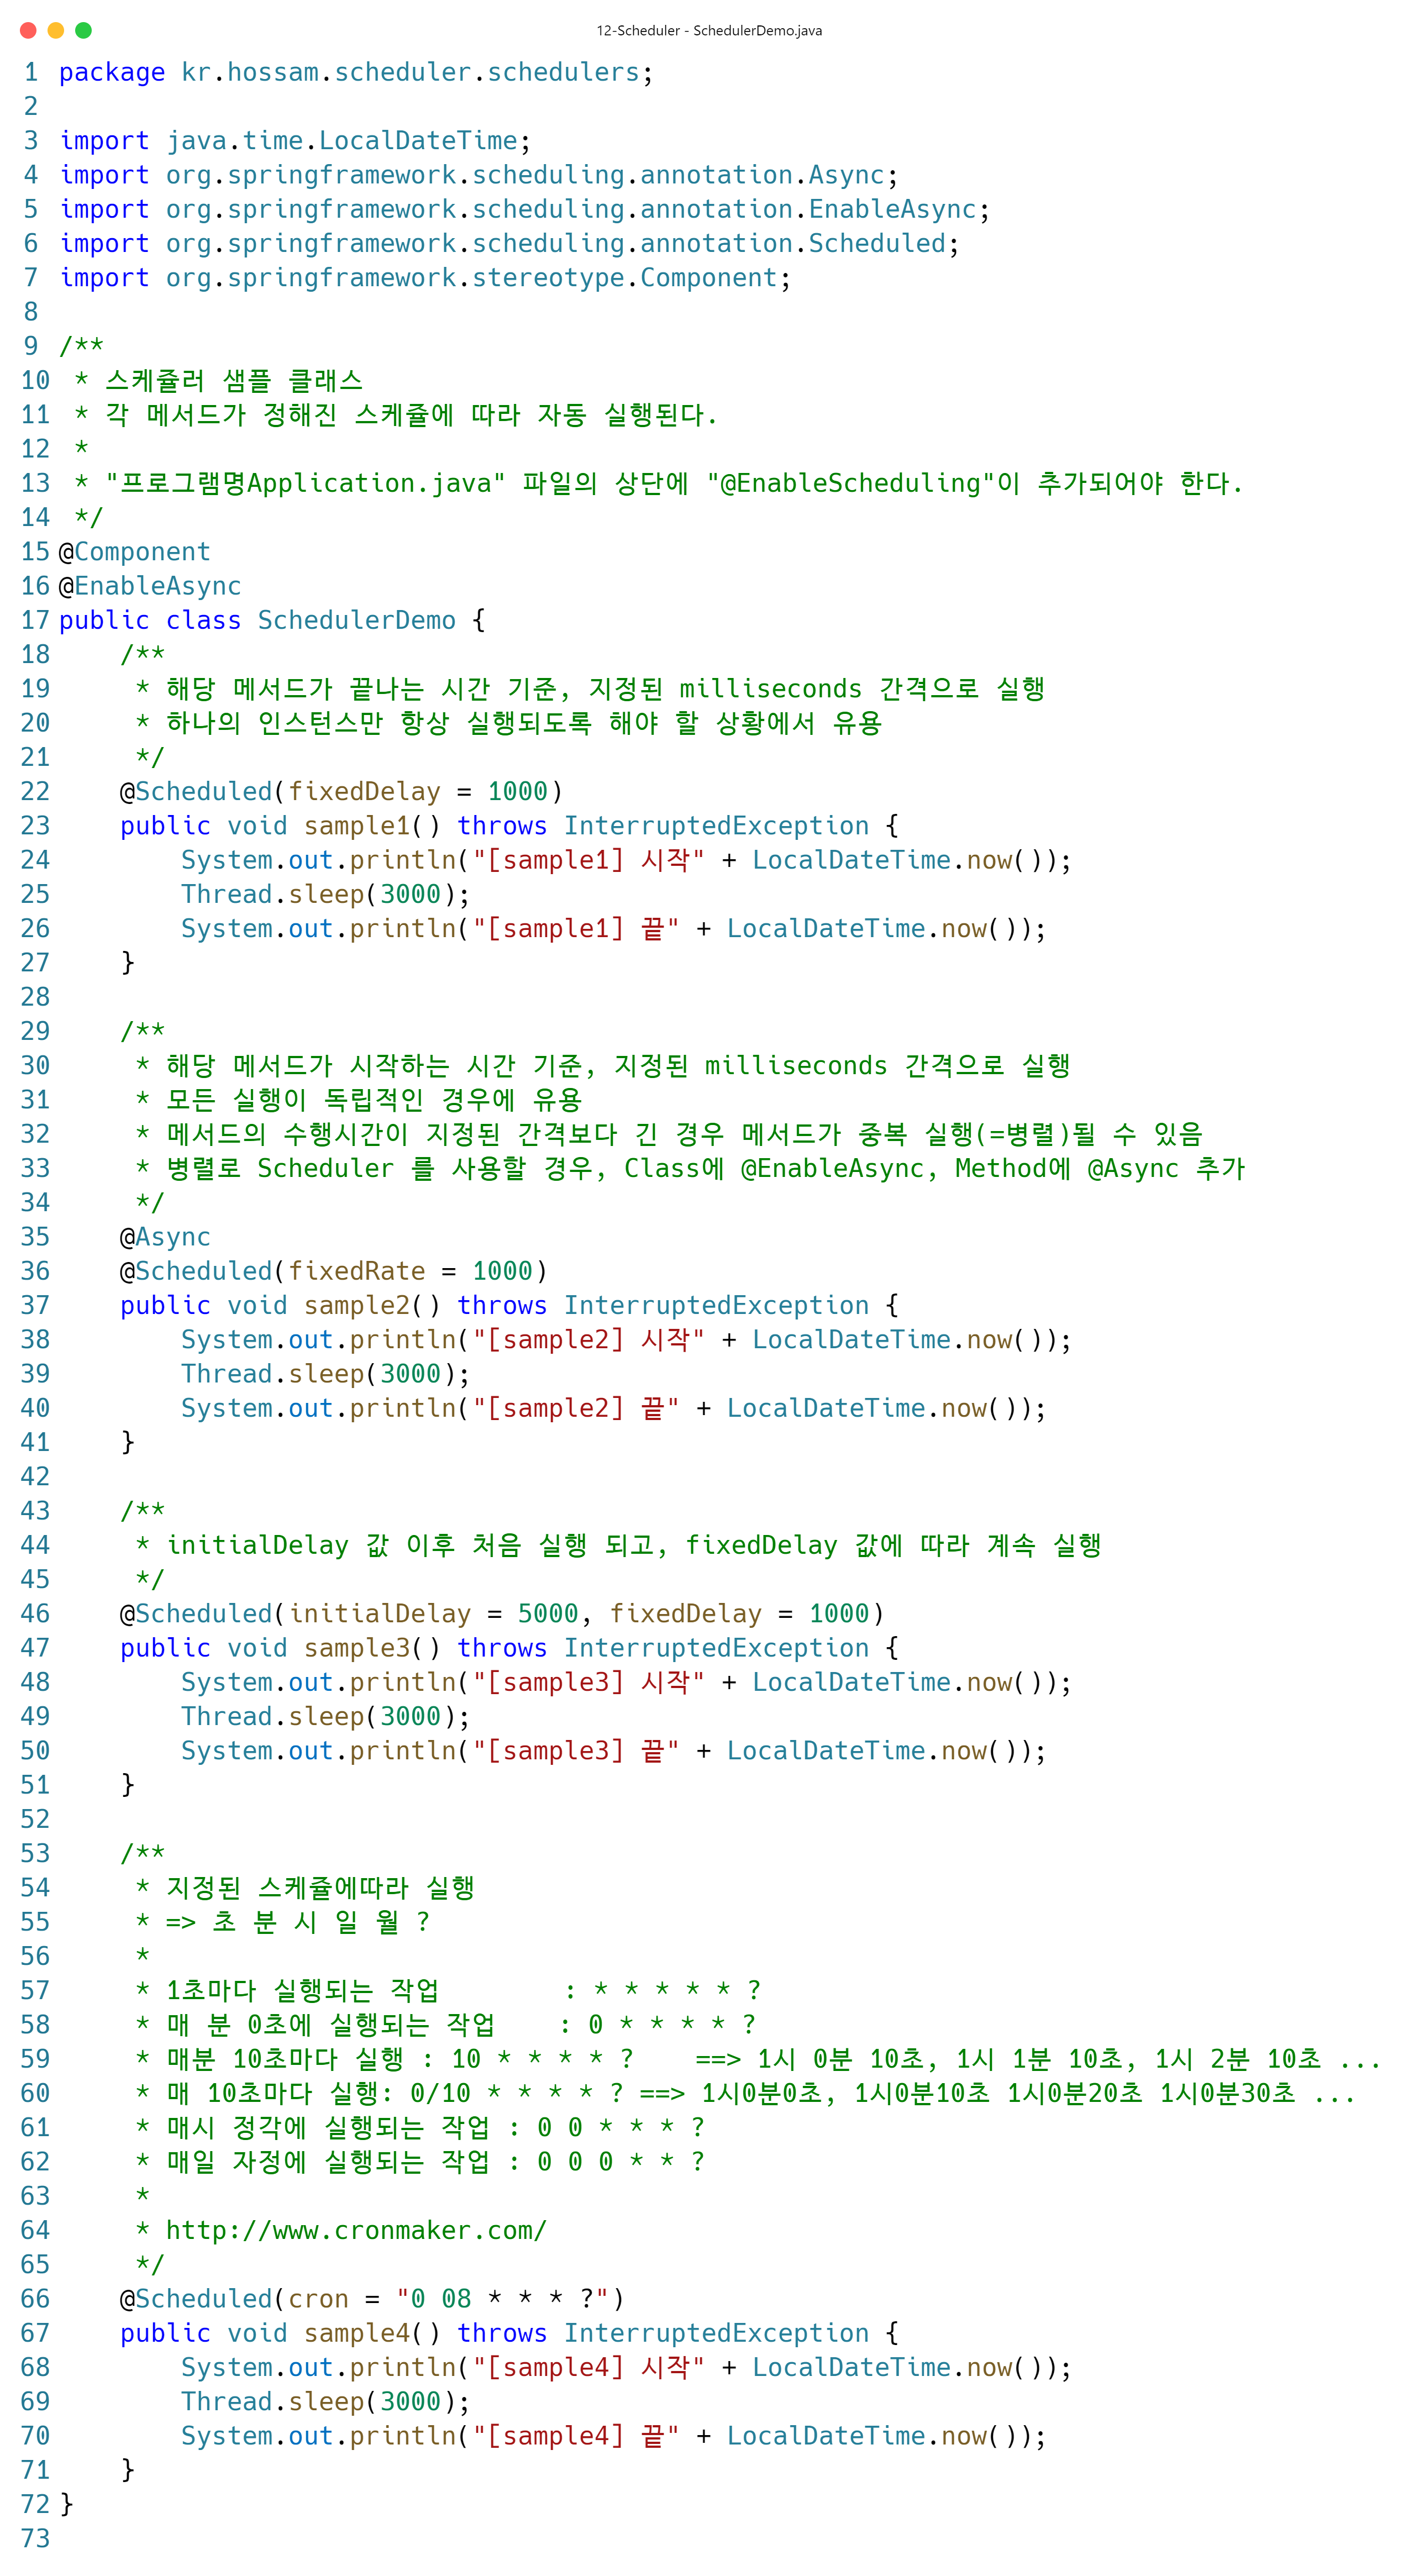 12-Scheduler - SchedulerDemo.java
1 package kr.hossam.scheduler.schedulers;
2
3 import java.time.LocalDateTime;
4 import org.springframework.scheduling.annotation.Async;
5 import org.springframework.scheduling.annotation.EnableAsync;
6 import org.springframework.scheduling.annotation.Scheduled;
7 import org.springframework.stereotype.Component;
8
9 /**
10  * 스케쥴러 샘플 클래스
11  * 각 메서드가 정해진 스케쥴에 따라 자동 실행된다.
12  *
13  * "프로그램명Application.java" 파일의 상단에 "@EnableScheduling"이 추가되어야 한다.
14  */
15 @Component
16 @EnableAsync
17 public class SchedulerDemo {
18     /**
19      * 해당 메서드가 끝나는 시간 기준, 지정된 milliseconds 간격으로 실행
20      * 하나의 인스턴스만 항상 실행되도록 해야 할 상황에서 유용
21      */
22     @Scheduled(fixedDelay = 1000)
23     public void sample1() throws InterruptedException {
24         System.out.println("[sample1] 시작" + LocalDateTime.now());
25         Thread.sleep(3000);
26         System.out.println("[sample1] 끝" + LocalDateTime.now());
27     }
28
29     /**
30      * 해당 메서드가 시작하는 시간 기준, 지정된 milliseconds 간격으로 실행
31      * 모든 실행이 독립적인 경우에 유용
32      * 메서드의 수행시간이 지정된 간격보다 긴 경우 메서드가 중복 실행(=병렬)될 수 있음
33      * 병렬로 Scheduler 를 사용할 경우, Class에 @EnableAsync, Method에 @Async 추가
34      */
35     @Async
36     @Scheduled(fixedRate = 1000)
37     public void sample2() throws InterruptedException {
38         System.out.println("[sample2] 시작" + LocalDateTime.now());
39         Thread.sleep(3000);
40         System.out.println("[sample2] 끝" + LocalDateTime.now());
41     }
42
43     /**
44      * initialDelay 값 이후 처음 실행 되고, fixedDelay 값에 따라 계속 실행
45      */
46     @Scheduled(initialDelay = 5000, fixedDelay = 1000)
47     public void sample3() throws InterruptedException {
48         System.out.println("[sample3] 시작" + LocalDateTime.now());
49         Thread.sleep(3000);
50         System.out.println("[sample3] 끝" + LocalDateTime.now());
51     }
52
53     /**
54      * 지정된 스케쥴에따라 실행
55      * => 초 분 시 일 월 ?
56      *
57      * 1초마다 실행되는 작업        : * * * * * ?
58      * 매 분 0초에 실행되는 작업    : 0 * * * * ?
59      * 매분 10초마다 실행 : 10 * * * * ?    ==> 1시 0분 10초, 1시 1분 10초, 1시 2분 10초 ...
60      * 매 10초마다 실행: 0/10 * * * * ? ==> 1시0분0초, 1시0분10초 1시0분20초 1시0분30초 ...
61      * 매시 정각에 실행되는 작업 : 0 0 * * * ?
62      * 매일 자정에 실행되는 작업 : 0 0 0 * * ?
63      *
64      * http://www.cronmaker.com/
65      */
66     @Scheduled(cron = "0 08 * * * ?")
67     public void sample4() throws InterruptedException {
68         System.out.println("[sample4] 시작" + LocalDateTime.now());
69         Thread.sleep(3000);
70         System.out.println("[sample4] 끝" + LocalDateTime.now());
71     }
72 }
73